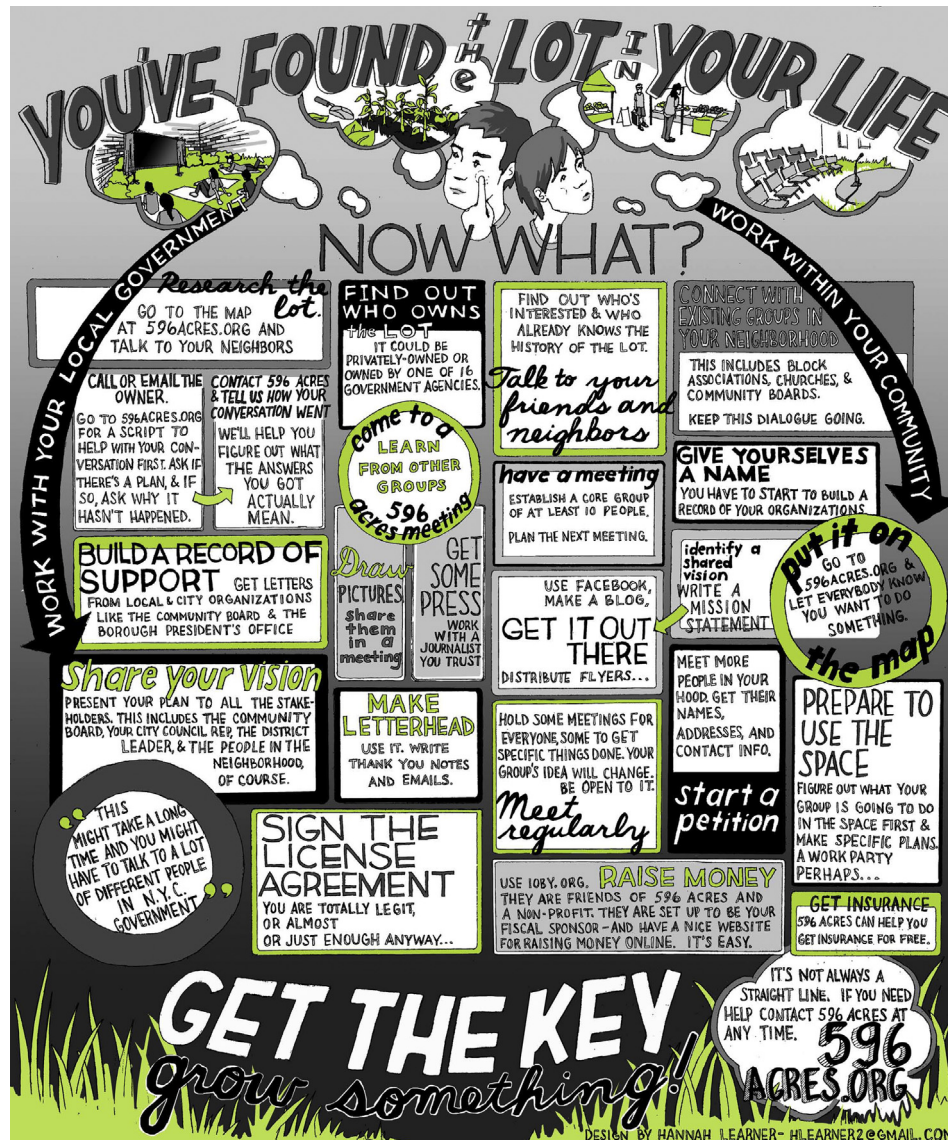 YOU'VE FOUND THE LOT IN YOUR LIFE
NOW WHAT?
WORK WITH YOUR LOCAL GOVERNMENT
WORK WITHIN YOUR COMMUNITY
Research the lot.
GO TO THE MAP
AT 596ACRES.ORG AND
TALK TO YOUR NEIGHBORS
FIND OUT
WHO OWNS
the LOT
IT COULD BE
PRIVATELY-OWNED OR
OWNED BY ONE OF 16
GOVERNMENT AGENCIES.
FIND OUT WHO'S
INTERESTED & WHO
ALREADY KNOWS THE
HISTORY OF THE LOT.
Talk to your
friends and
neighbors
CONNECT WITH
EXISTING GROUPS IN
YOUR NEIGHBORHOOD
THIS INCLUDES BLOCK
ASSOCIATIONS, CHURCHES, &
COMMUNITY BOARDS.
KEEP THIS DIALOGUE GOING.
CALL OR EMAIL THE
OWNER.
GO TO 596ACRES.ORG
FOR A SCRIPT TO
HELP WITH YOUR CON-
VERSATION FIRST. ASK IF
THERE'S A PLAN, & IF
SO, ASK WHY IT
HASN'T HAPPENED.
CONTACT 596 ACRES
& TELL US HOW YOUR
CONVERSATION WENT
WE'LL HELP YOU
FIGURE OUT WHAT
THE ANSWERS
YOU GOT
ACTUALLY
MEAN.
come to a
LEARN
FROM OTHER
GROUPS
596
acres meeting
have a meeting
ESTABLISH A CORE GROUP
OF AT LEAST 10 PEOPLE.
PLAN THE NEXT MEETING.
GIVE YOURSELVES
A NAME
YOU HAVE TO START TO BUILD A
RECORD OF YOUR ORGANIZATIONS
BUILD A RECORD OF
SUPPORT GET LETTERS
FROM LOCAL & CITY ORGANIZATIONS
LIKE THE COMMUNITY BOARD & THE
BOROUGH PRESIDENT'S OFFICE
Draw
PICTURES
share
them
in a
meeting
GET
SOME
PRESS
WORK
WITH A
JOURNALIST
YOU TRUST
USE FACEBOOK,
MAKE A BLOG,
GET IT OUT
THERE
DISTRIBUTE FLYERS...
identify a
shared
vision
WRITE A
MISSION
STATEMENT
put it on
GO TO
596ACRES.ORG &
LET EVERYBODY KNOW
YOU WANT TO DO
SOMETHING.
the map
Share your vision
PRESENT YOUR PLAN TO ALL THE STAKE-
HOLDERS. THIS INCLUDES THE COMMUNITY
BOARD, YOUR CITY COUNCIL REP, THE DISTRICT
LEADER, & THE PEOPLE IN THE
NEIGHBORHOOD,
OF COURSE.
MAKE
LETTERHEAD
USE IT. WRITE
THANK YOU NOTES
AND EMAILS.
HOLD SOME MEETINGS FOR
EVERYONE, SOME TO GET
SPECIFIC THINGS DONE. YOUR
GROUP'S IDEA WILL CHANGE.
BE OPEN TO IT.
Meet
regularly
MEET MORE
PEOPLE IN YOUR
HOOD. GET THEIR
NAMES,
ADDRESSES, AND
CONTACT INFO.
start a
petition
PREPARE TO
USE THE
SPACE
FIGURE OUT WHAT YOUR
GROUP IS GOING TO DO
IN THE SPACE FIRST &
MAKE SPECIFIC PLANS.
A WORK PARTY
PERHAPS...
"THIS
MIGHT TAKE A LONG
TIME AND YOU MIGHT
HAVE TO TALK TO A LOT
OF DIFFERENT PEOPLE
IN N.Y.C.
GOVERNMENT"
SIGN THE
LICENSE
AGREEMENT
YOU ARE TOTALLY LEGIT,
OR ALMOST
OR JUST ENOUGH ANYWAY...
USE IOBY.ORG. RAISE MONEY
THEY ARE FRIENDS OF 596 ACRES AND
A NON-PROFIT. THEY ARE SET UP TO BE YOUR
FISCAL SPONSOR - AND HAVE A NICE WEBSITE
FOR RAISING MONEY ONLINE. IT'S EASY.
GET INSURANCE
596 ACRES CAN HELP YOU
GET INSURANCE FOR FREE.
GET THE KEY
grow something!
IT'S NOT ALWAYS A
STRAIGHT LINE. IF YOU NEED
HELP CONTACT 596 ACRES AT
ANY TIME.
596
ACRES.ORG
DESIGN BY HANNAH LEARNER- HLEARNER2@GMAIL.COM